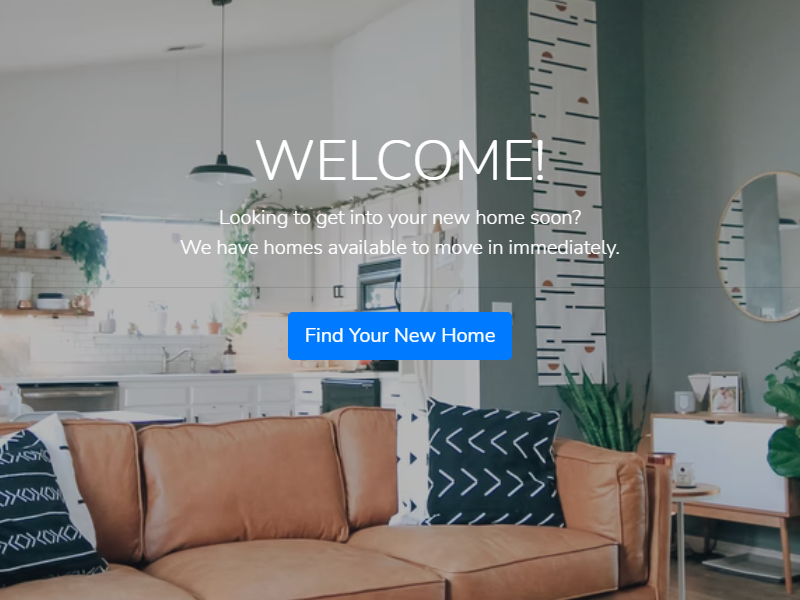 WELCOME!
Looking to get into your new home soon?
We have homes available to move in immediately.
Find Your New Home